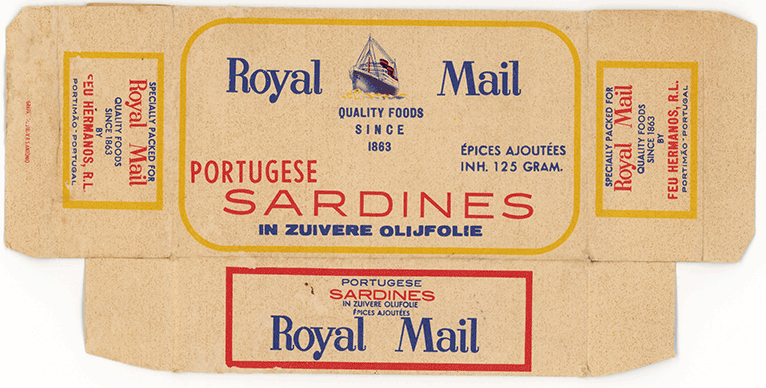 Royal Mail
QUALITY FOODS
SINCE
1863
ÉPICES AJOUTÉES
INH. 125 GRAM.
PORTUGESE
SARDINES
IN ZUIVERE OLIJFOLIE
SPECIALLY PACKED FOR
Royal Mail
QUALITY FOODS
SINCE 1863
BY
FEU HERMANOS, R.L.
PORTIMÃO-PORTUGAL
SPECIALLY PACKED FOR
Royal Mail
QUALITY FOODS
SINCE 1863
BY
FEU HERMANOS, R.L.
PORTIMÃO-PORTUGAL
PORTUGESE
SARDINES
IN ZUIVERE OLIJFOLIE
ÉPICES AJOUTÉES
Royal Mail